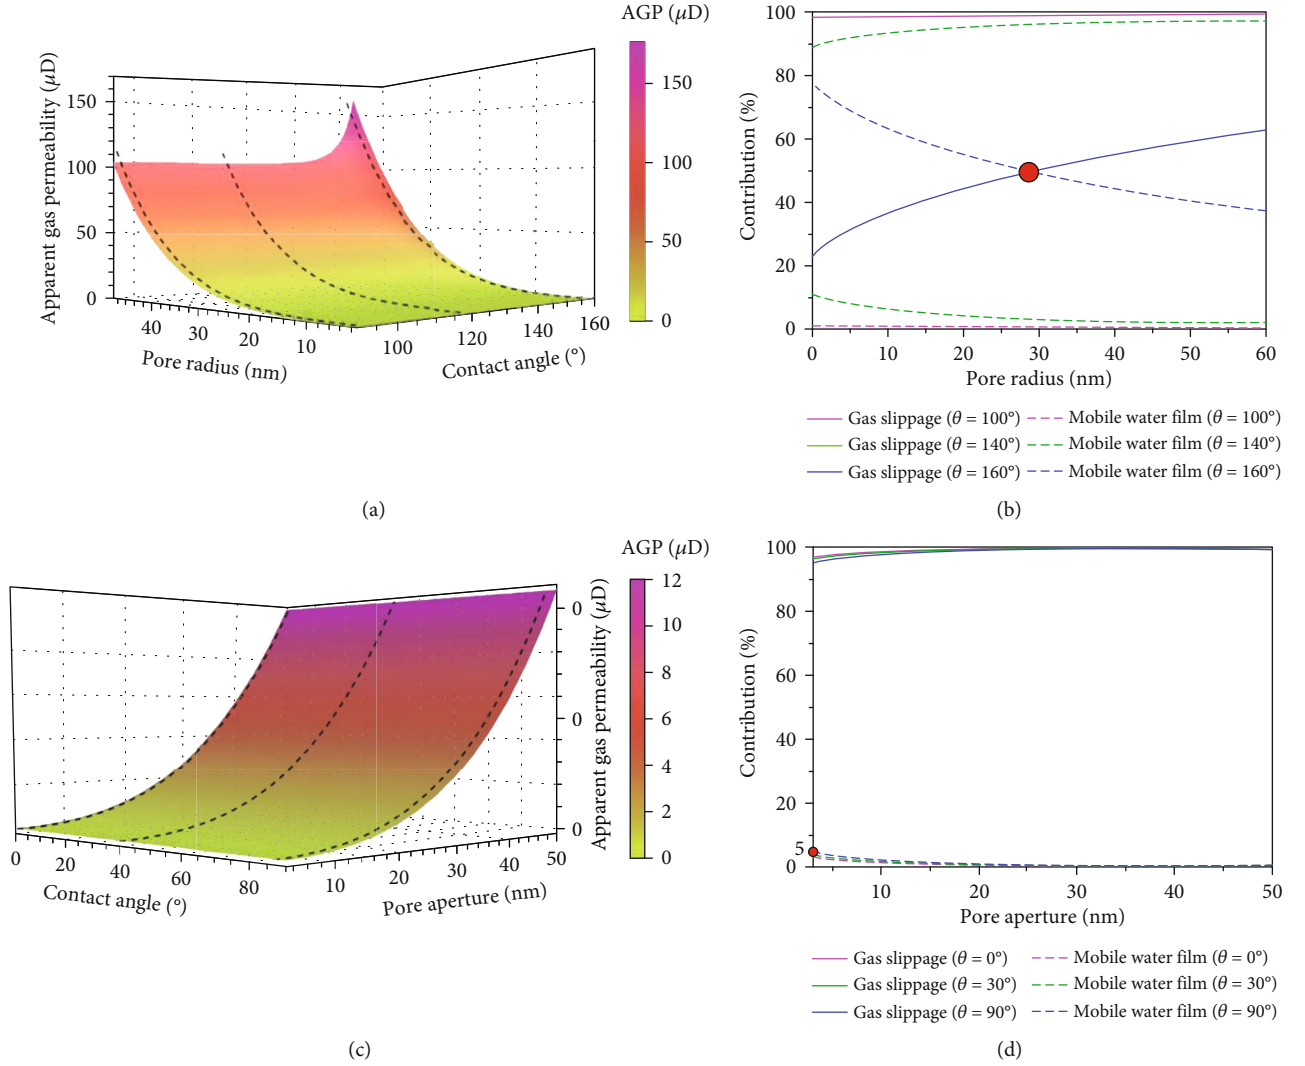 AGP (μD)
Apparent gas permeability (μD)
150
100
50
0
40
30
20
10
Pore radius (nm)
100
120
140
160
Contact angle (°)
150
100
50
0
(a)
Contribution (%)
100
80
60
40
20
0
0 10 20 30 40 50 60
Pore radius (nm)
Gas slippage (θ = 100°)
Mobile water film (θ = 100°)
Gas slippage (θ = 140°)
Mobile water film (θ = 140°)
Gas slippage (θ = 160°)
Mobile water film (θ = 160°)
(b)
AGP (μD)
0
0
0
Apparent gas permeability (μD)
0
20
40
60
80
Contact angle (°)
10
20
30
40
50
Pore aperture (nm)
12
10
8
6
4
2
0
(c)
Contribution (%)
100
80
60
40
20
5
0
10 20 30 40 50
Pore aperture (nm)
Gas slippage (θ = 0°)
Mobile water film (θ = 0°)
Gas slippage (θ = 30°)
Mobile water film (θ = 30°)
Gas slippage (θ = 90°)
Mobile water film (θ = 90°)
(d)